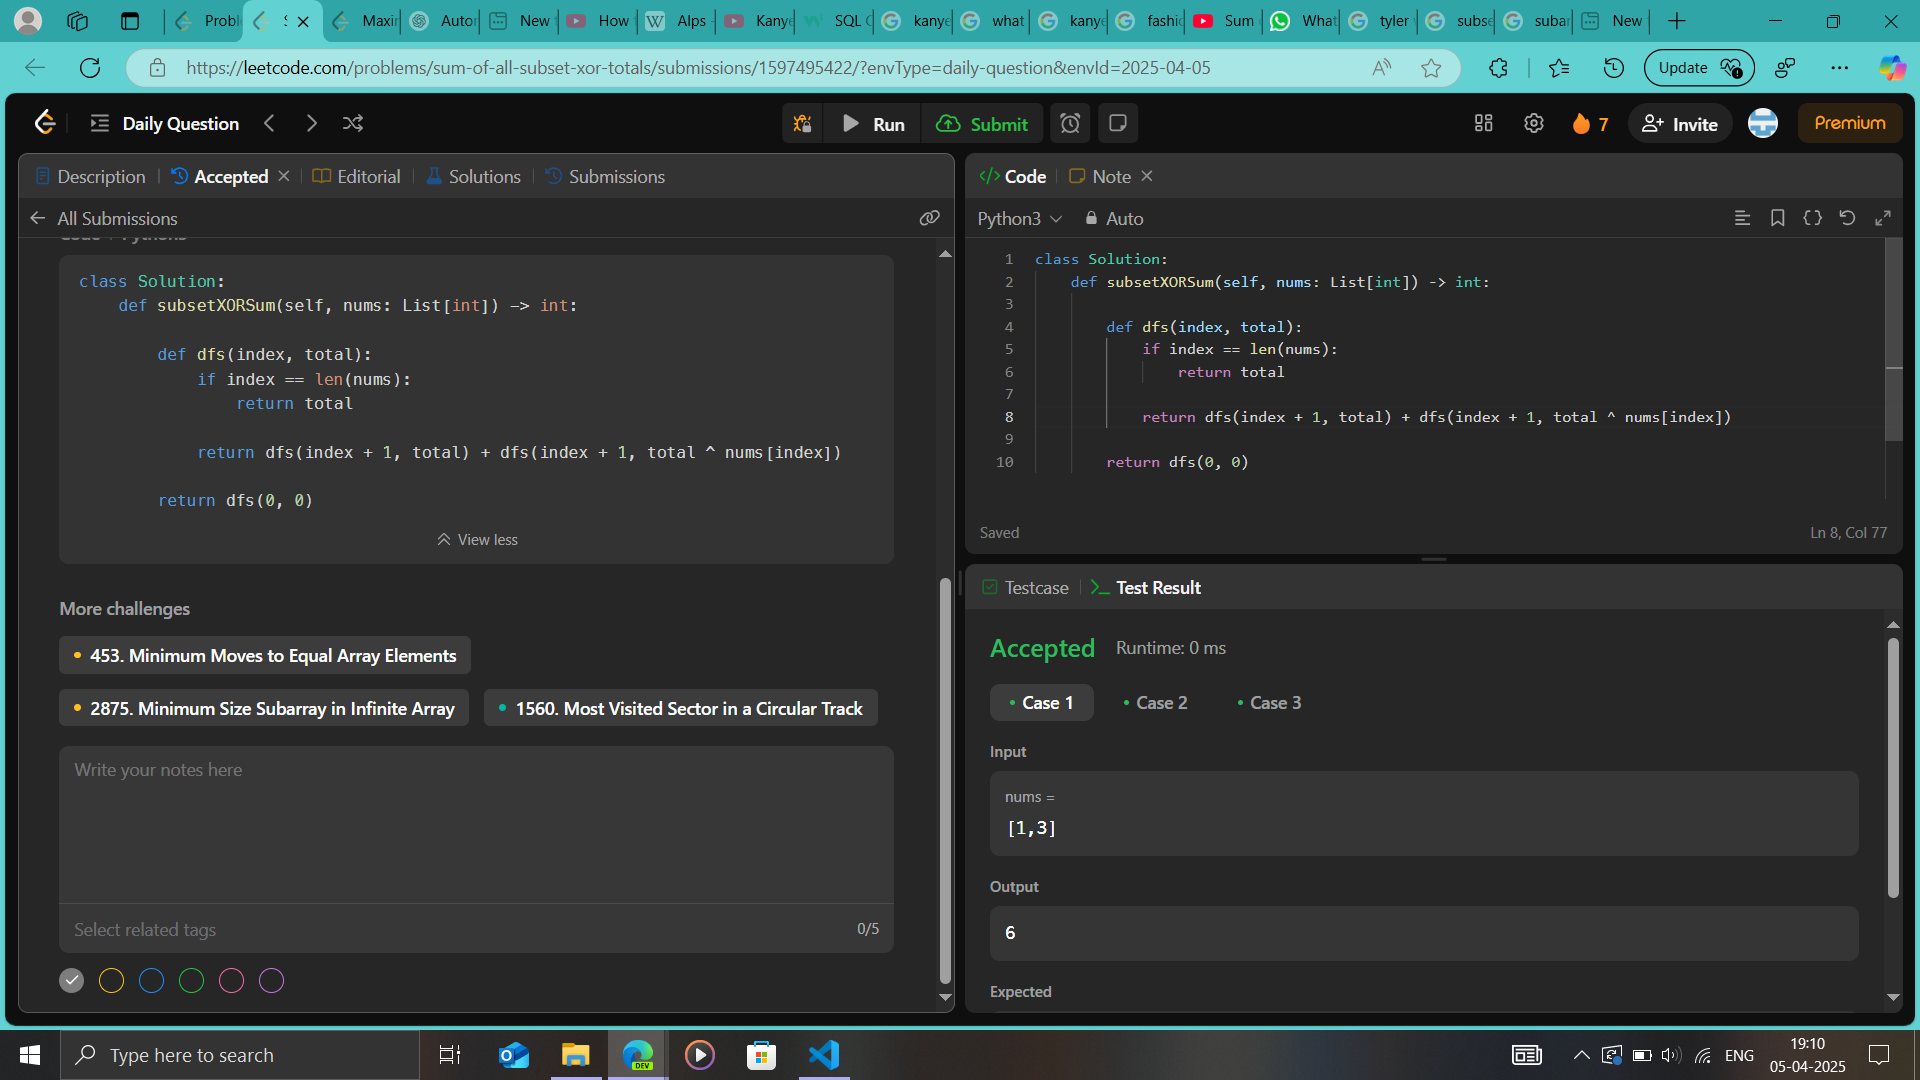 Probl
S
Maxin
Autor
New t
How t
Alps -
Kanye
SQL C
kanye
what
kanye
fashic
Sum
What
tyler
subse
subar
New
https://leetcode.com/problems/sum-of-all-subset-xor-totals/submissions/1597495422/?envType=daily-question&envId=2025-04-05
Update
Daily Question
Run
Submit
7
Invite
Premium
Description
Accepted
Editorial
Solutions
Submissions
All Submissions
class Solution:
def subsetXORSum(self, nums: List[int]) -> int:
def dfs(index, total):
if index == len(nums):
return total
return dfs(index + 1, total) + dfs(index + 1, total ^ nums[index])
return dfs(0, 0)
View less
More challenges
453. Minimum Moves to Equal Array Elements
2875. Minimum Size Subarray in Infinite Array
1560. Most Visited Sector in a Circular Track
Write your notes here
Select related tags
0/5
Code
Note
Python3
Auto
1 class Solution:
2 def subsetXORSum(self, nums: List[int]) -> int:
3
4 def dfs(index, total):
5 if index == len(nums):
6 return total
7
8 return dfs(index + 1, total) + dfs(index + 1, total ^ nums[index])
9
10 return dfs(0, 0)
Saved
Ln 8, Col 77
Testcase
Test Result
Accepted
Runtime: 0 ms
Case 1
Case 2
Case 3
Input
nums =
[1,3]
Output
6
Expected
Type here to search
DEV
ENG
19:10
05-04-2025